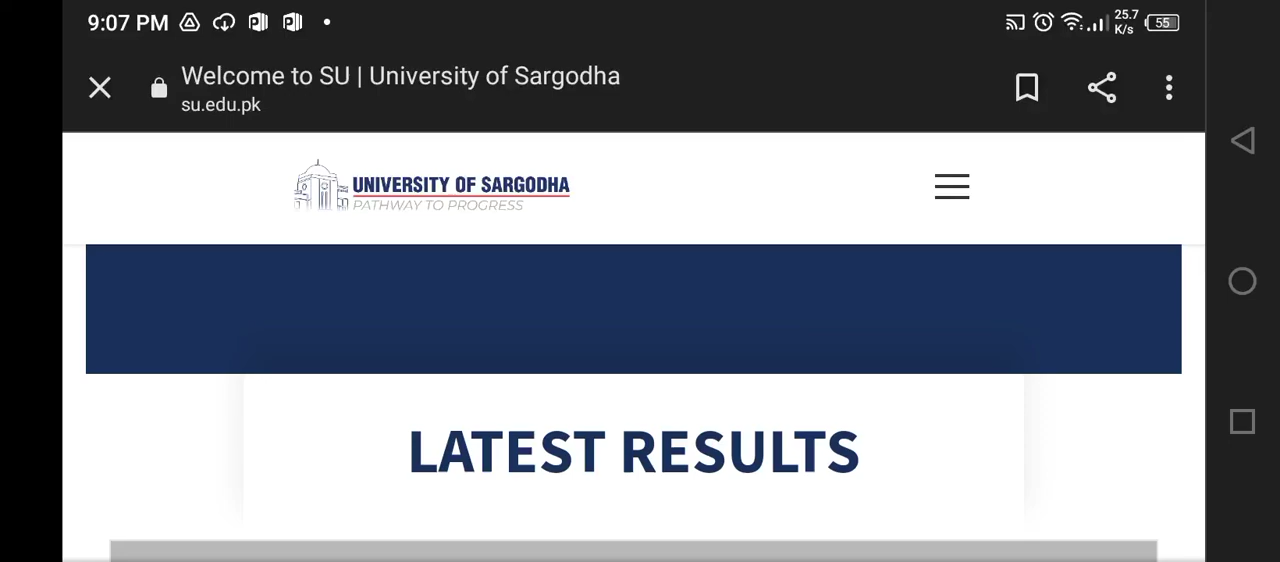 9:07 PM
25.7
K/s
55
Welcome to SU | University of Sargodha
su.edu.pk
UNIVERSITY OF SARGODHA
PATHWAY TO PROGRESS
LATEST RESULTS